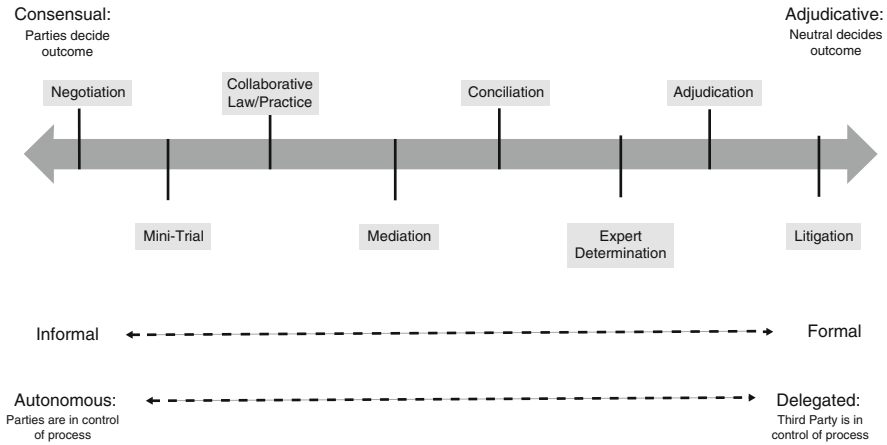 Consensual:
Parties decide
outcome
Adjudicative:
Neutral decides
outcome
Negotiation
Collaborative
Law/Practice
Conciliation
Adjudication
Mini-Trial
Mediation
Expert
Determination
Litigation
Informal
Formal
Autonomous:
Parties are in control
of process
Delegated:
Third Party is in
control of process